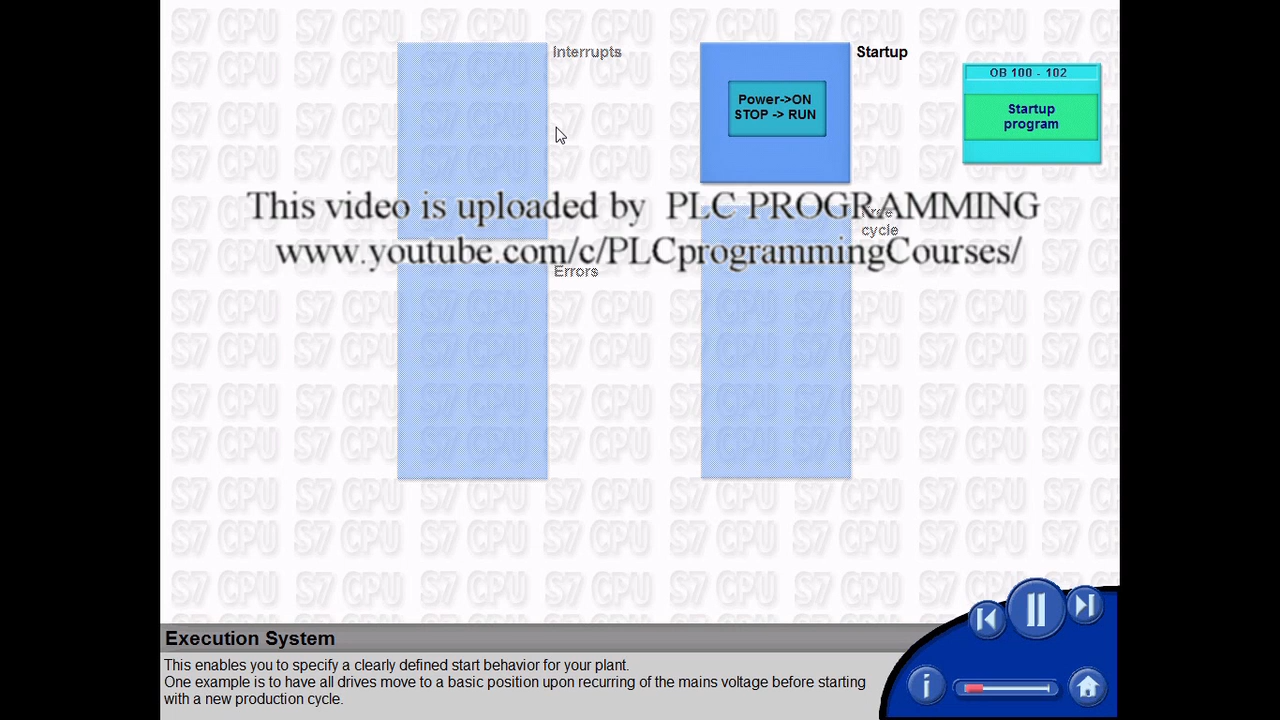 Interrupts
Startup
OB 100 - 102
Power->ON
STOP -> RUN
Startup
program
This video is uploaded by PLC PROGRAMMING
cycle
www.youtube.com/c/PLCprogrammingCourses/
Errors
Execution System
This enables you to specify a clearly defined start behavior for your plant.
One example is to have all drives move to a basic position upon recurring of the mains voltage before starting
with a new production cycle.